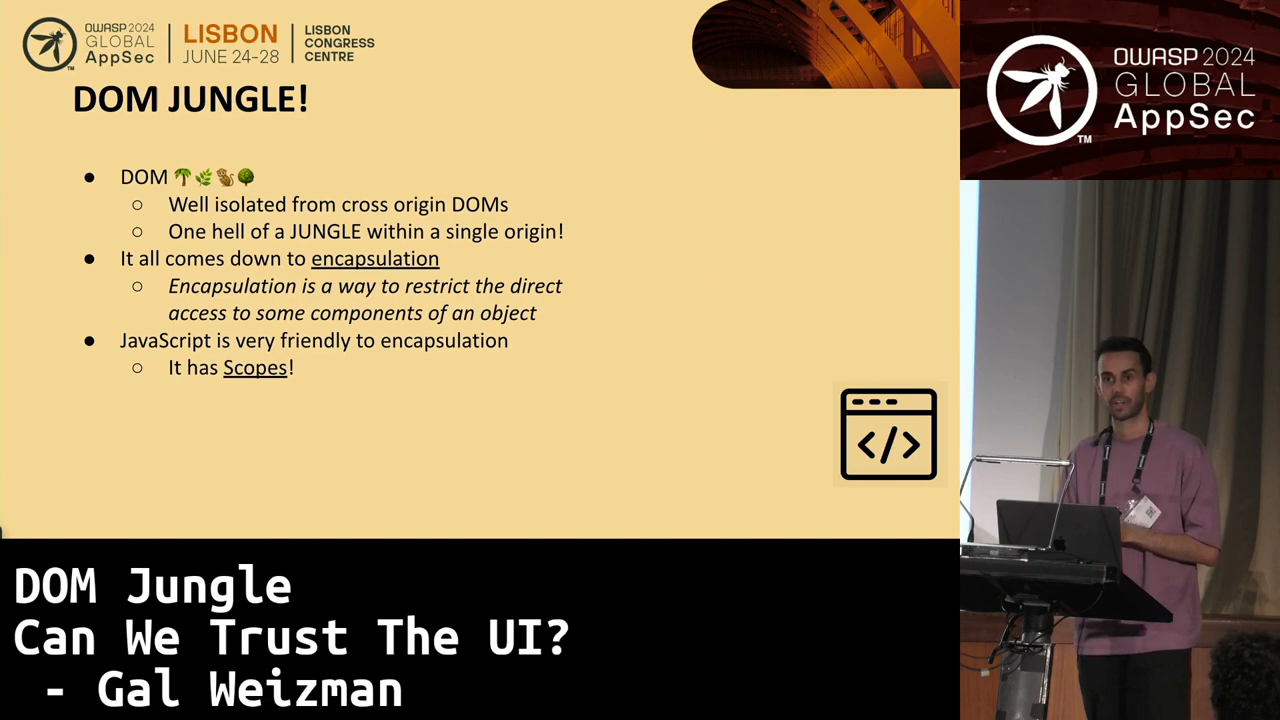 OWASP 2024
GLOBAL
AppSec
TM
LISBON
JUNE 24-28
LISBON
CONGRESS
CENTRE
DOM JUNGLE!
● DOM 🌴🌿🐒🌳
○ Well isolated from cross origin DOMs
○ One hell of a JUNGLE within a single origin!
● It all comes down to encapsulation
○ Encapsulation is a way to restrict the direct
access to some components of an object
● JavaScript is very friendly to encapsulation
○ It has Scopes!
</>
OWASP 2024
GLOBAL
AppSec
TM
DOM Jungle
Can We Trust The UI?
- Gal Weizman